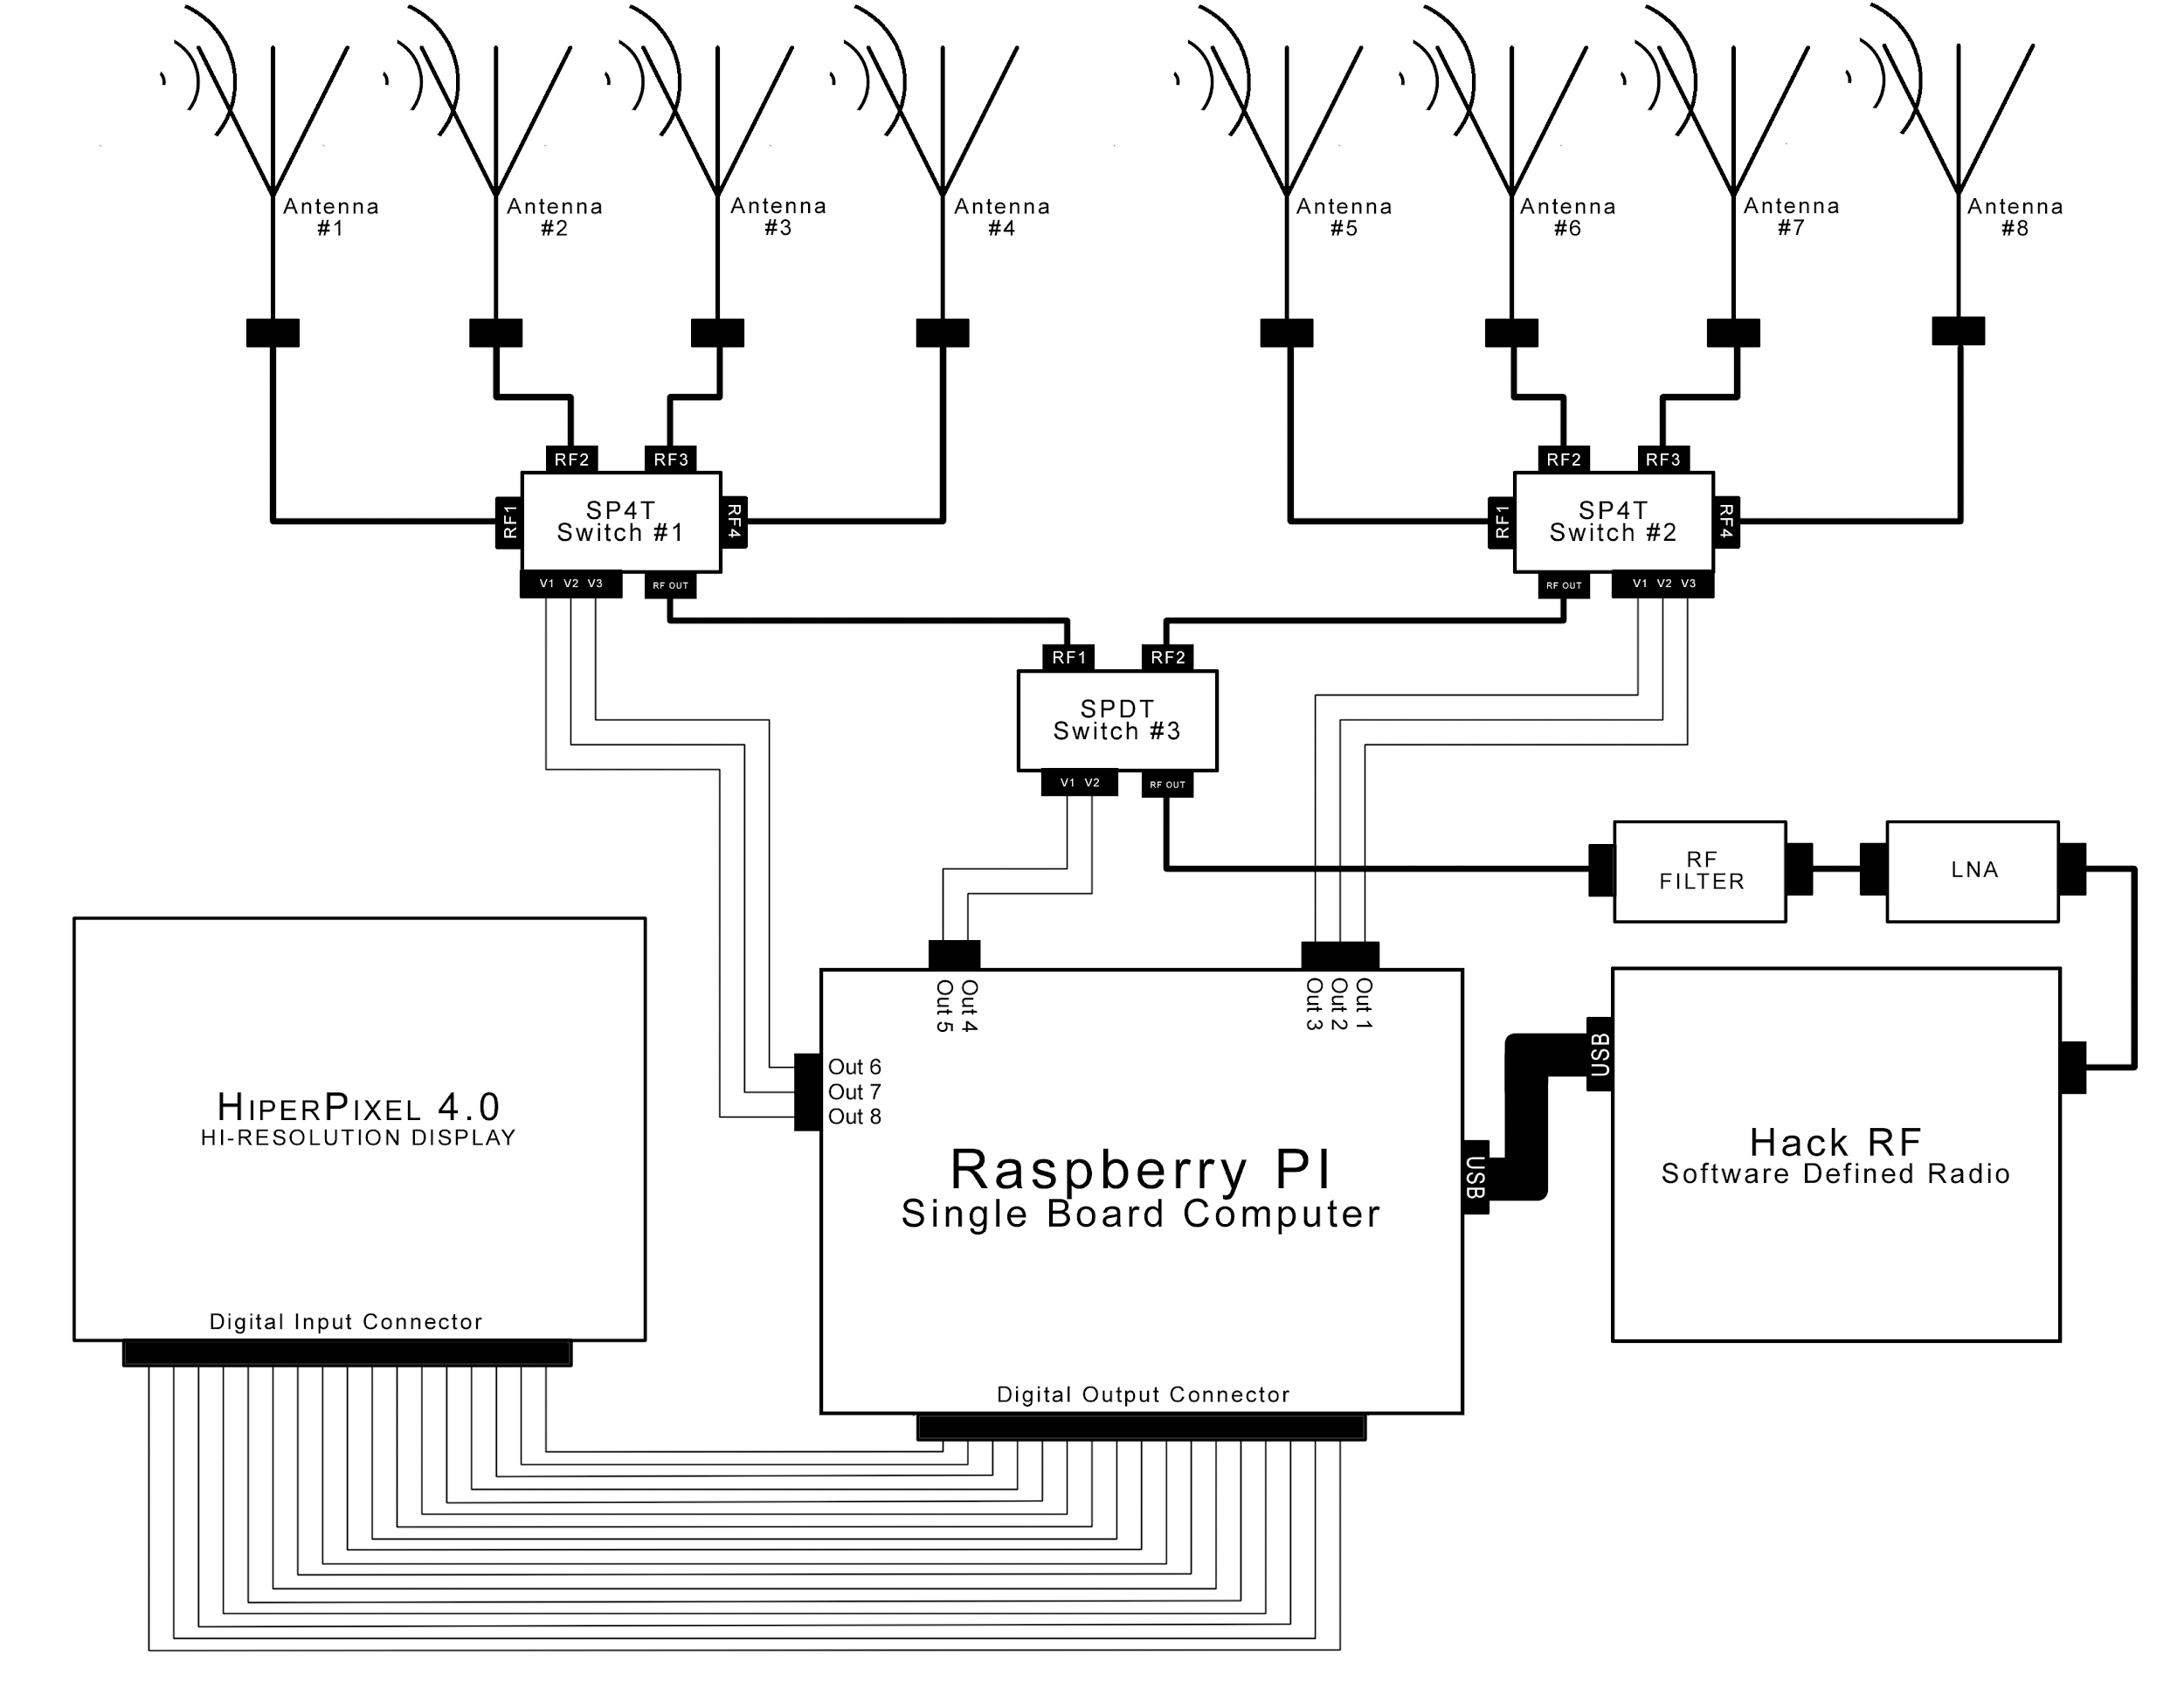 Antenna
#1
Antenna
#2
Antenna
#3
Antenna
#4
Antenna
#5
Antenna
#6
Antenna
#7
Antenna
#8
RF2
RF3
RF1
SP4T
Switch #1
RF4
V1 V2 V3
RF OUT
RF2
RF3
RF1
SP4T
Switch #2
RF4
RF OUT
V1 V2 V3
RF1
RF2
SPDT
Switch #3
V1 V2
RF OUT
RF
FILTER
LNA
Out 5
Out 4
Out 3
Out 2
Out 1
Out 6
Out 7
Out 8
Raspberry PI
Single Board Computer
USB
Digital Output Connector
USB
Hack RF
Software Defined Radio
HIPERPIXEL 4.0
HI-RESOLUTION DISPLAY
Digital Input Connector